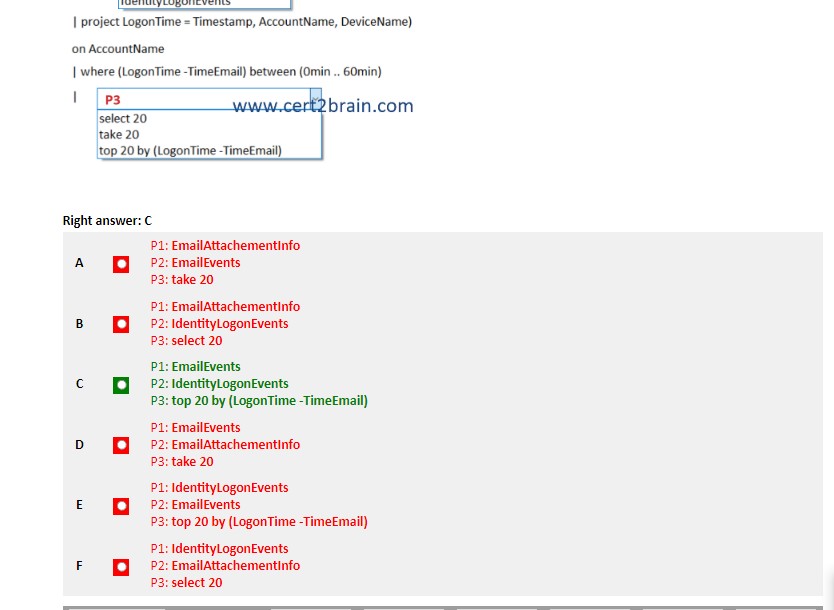 IdentityLogonEvents
| project LogonTime = Timestamp, AccountName, DeviceName)
on AccountName
| where (LogonTime -TimeEmail) between (0min .. 60min)
| P3
www.cert2brain.com
select 20
take 20
top 20 by (LogonTime -TimeEmail)
Right answer: C
P1: EmailAttachementInfo
A P2: EmailEvents
P3: take 20
P1: EmailAttachementInfo
B P2: IdentityLogonEvents
P3: select 20
P1: EmailEvents
C P2: IdentityLogonEvents
P3: top 20 by (LogonTime -TimeEmail)
P1: EmailEvents
D P2: EmailAttachementInfo
P3: take 20
P1: IdentityLogonEvents
E P2: EmailEvents
P3: top 20 by (LogonTime -TimeEmail)
P1: IdentityLogonEvents
F P2: EmailAttachementInfo
P3: select 20